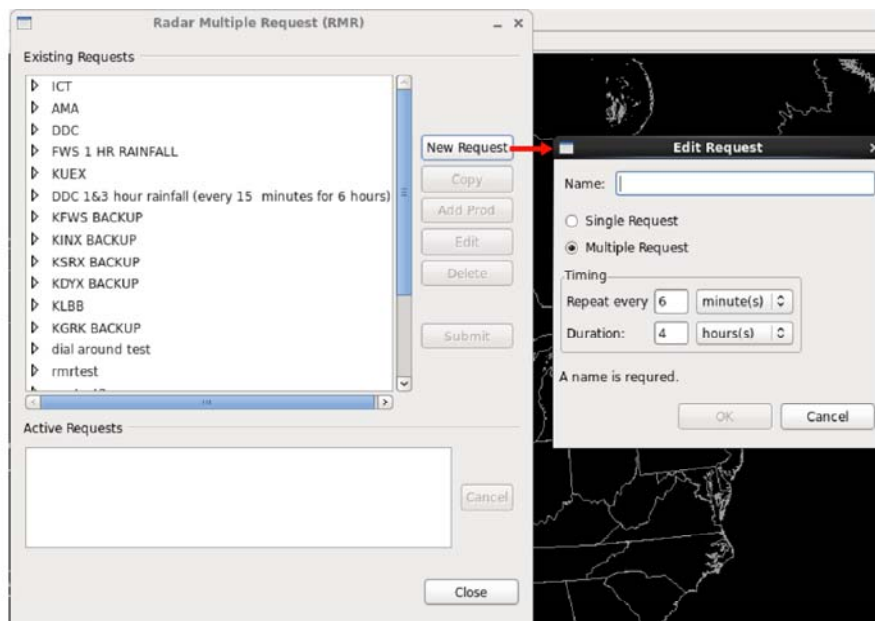 Radar Multiple Request (RMR)
Existing Requests
ICT
AMA
DDC
FWS 1 HR RAINFALL
KUEX
DDC 1&3 hour rainfall (every 15 minutes for 6 hours)
KFWS BACKUP
KINX BACKUP
KSRX BACKUP
KDYX BACKUP
KLBB
KGRK BACKUP
dial around test
rmrtest
New Request
Copy
Add Prod
Edit
Delete
Submit
Active Requests
Cancel
Close
Edit Request
Name:
Single Request
Multiple Request
Timing
Repeat every 6 minute(s)
Duration: 4 hours(s)
A name is requred.
OK
Cancel